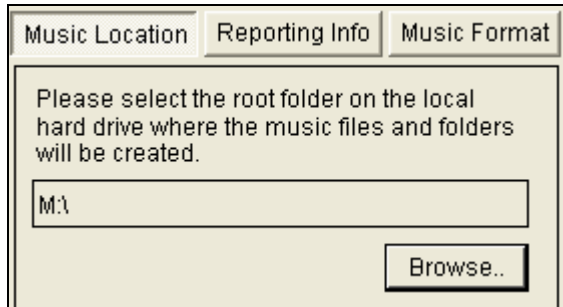 Music Location Reporting Info Music Format
Please select the root folder on the local
hard drive where the music files and folders
will be created.
M:\
Browse..